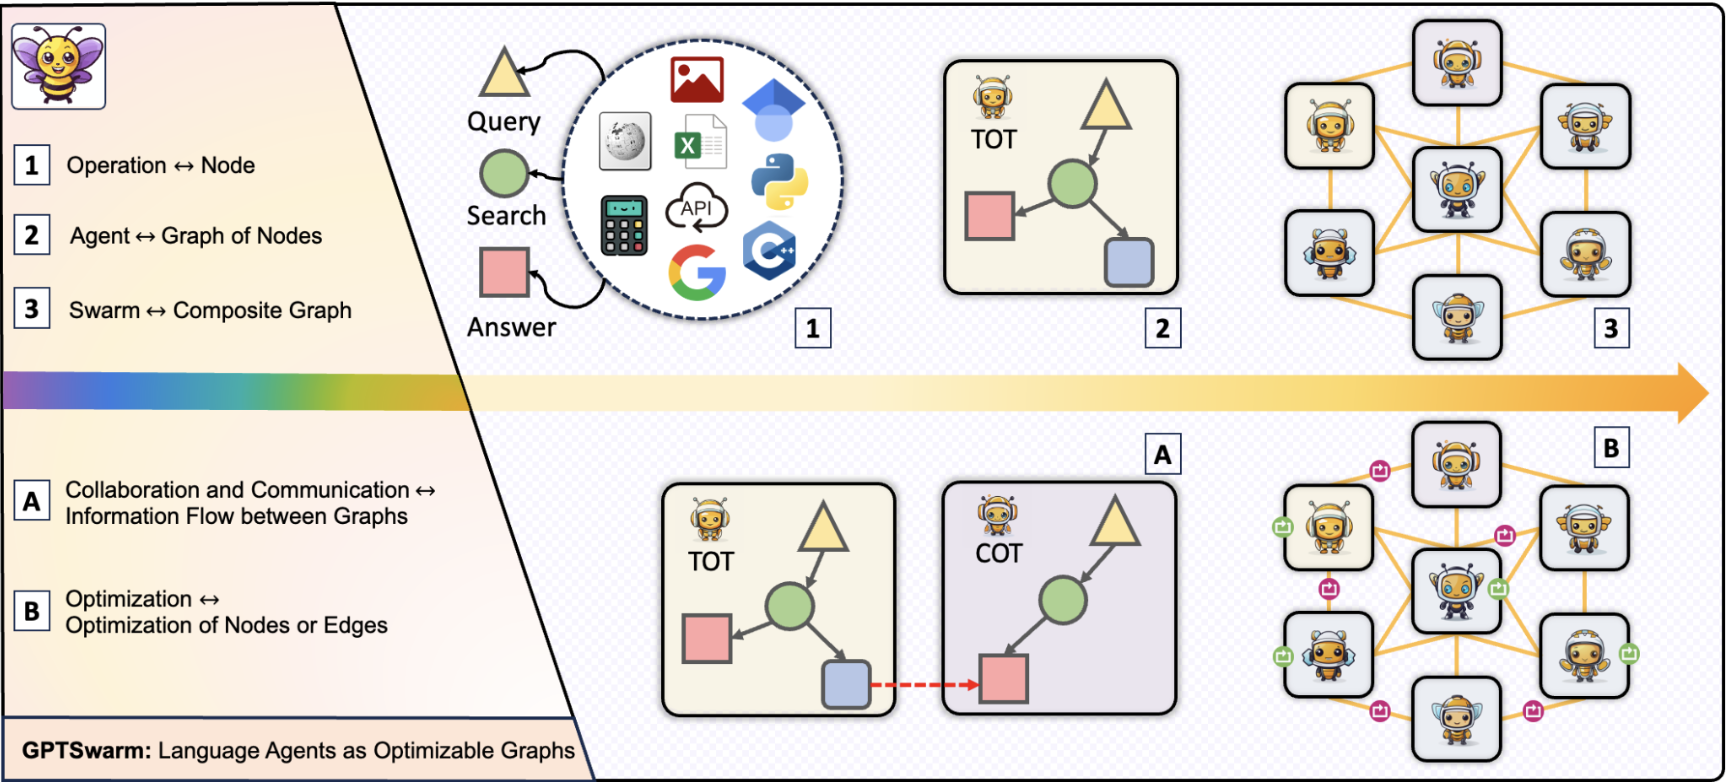 1 Operation ↔ Node
2 Agent ↔ Graph of Nodes
3 Swarm ↔ Composite Graph
A Collaboration and Communication ↔
Information Flow between Graphs
B Optimization ↔
Optimization of Nodes or Edges
GPTSwarm: Language Agents as Optimizable Graphs
Query
Search
Answer
X
API
G
C++
1
TOT
2
3
A
TOT
COT
B